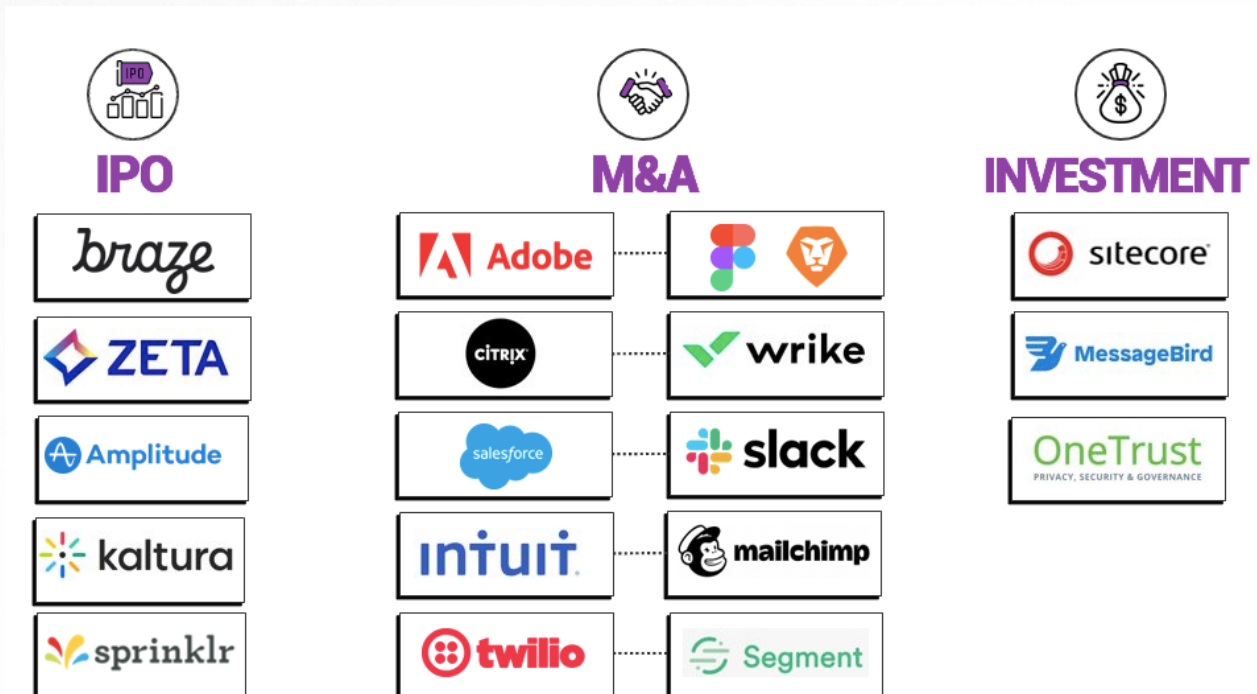 IPO
IPO
braze
ZETA
Amplitude
kaltura
sprinklr
M&A
Adobe
CITRIX
wrike
salesforce
slack
intuit
mailchimp
twilio
Segment
$
INVESTMENT
sitecore
MessageBird
OneTrust
PRIVACY, SECURITY & GOVERNANCE